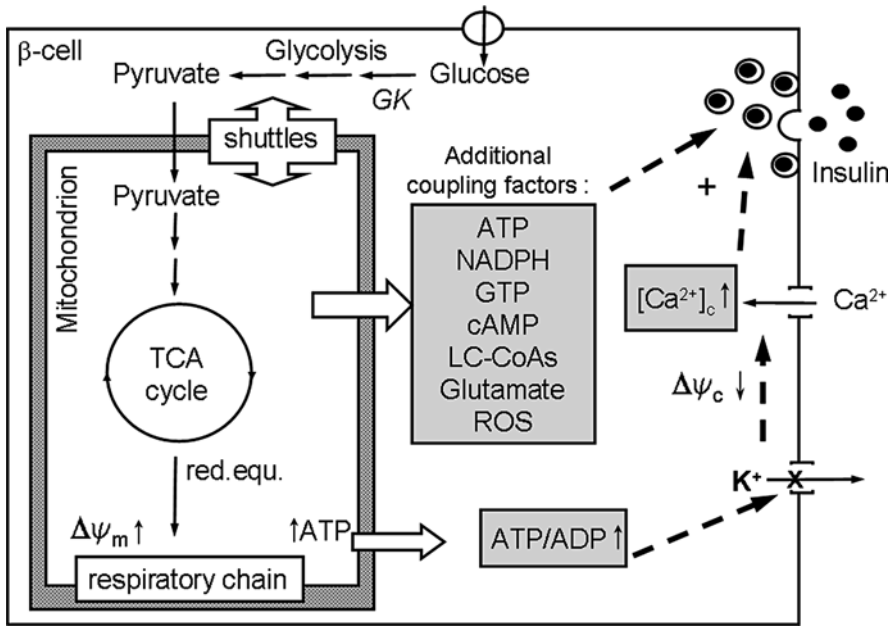 β-cell
Glycolysis
Pyruvate
Glucose
GK
shuttles
Mitochondrion
Pyruvate
Additional
coupling factors :
ATP
NADPH
GTP
cAMP
LC-CoAs
Glutamate
ROS
+
Insulin
[Ca²⁺]c ↑
Ca²⁺
TCA
cycle
Δψc ↓
red.equ.
K⁺ X
Δψm ↑
↑ATP
ATP/ADP ↑
respiratory chain